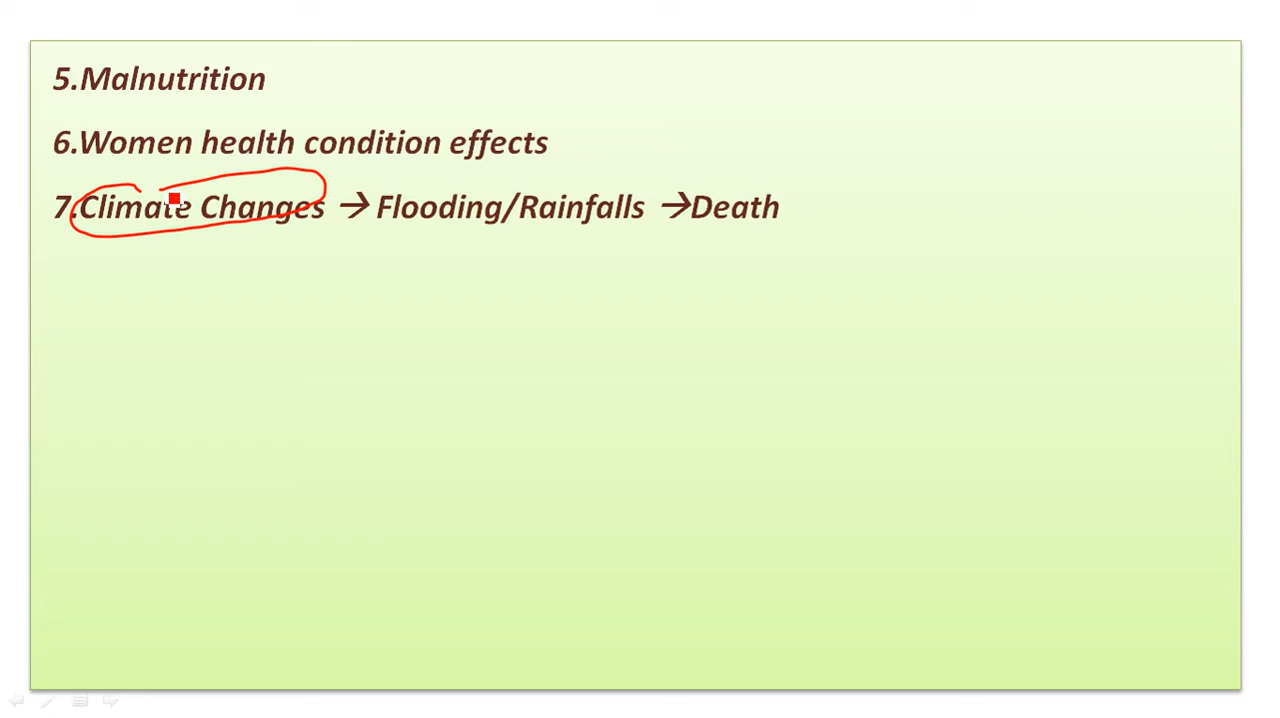 5.Malnutrition
6.Women health condition effects
7.Climate Changes → Flooding/Rainfalls →Death